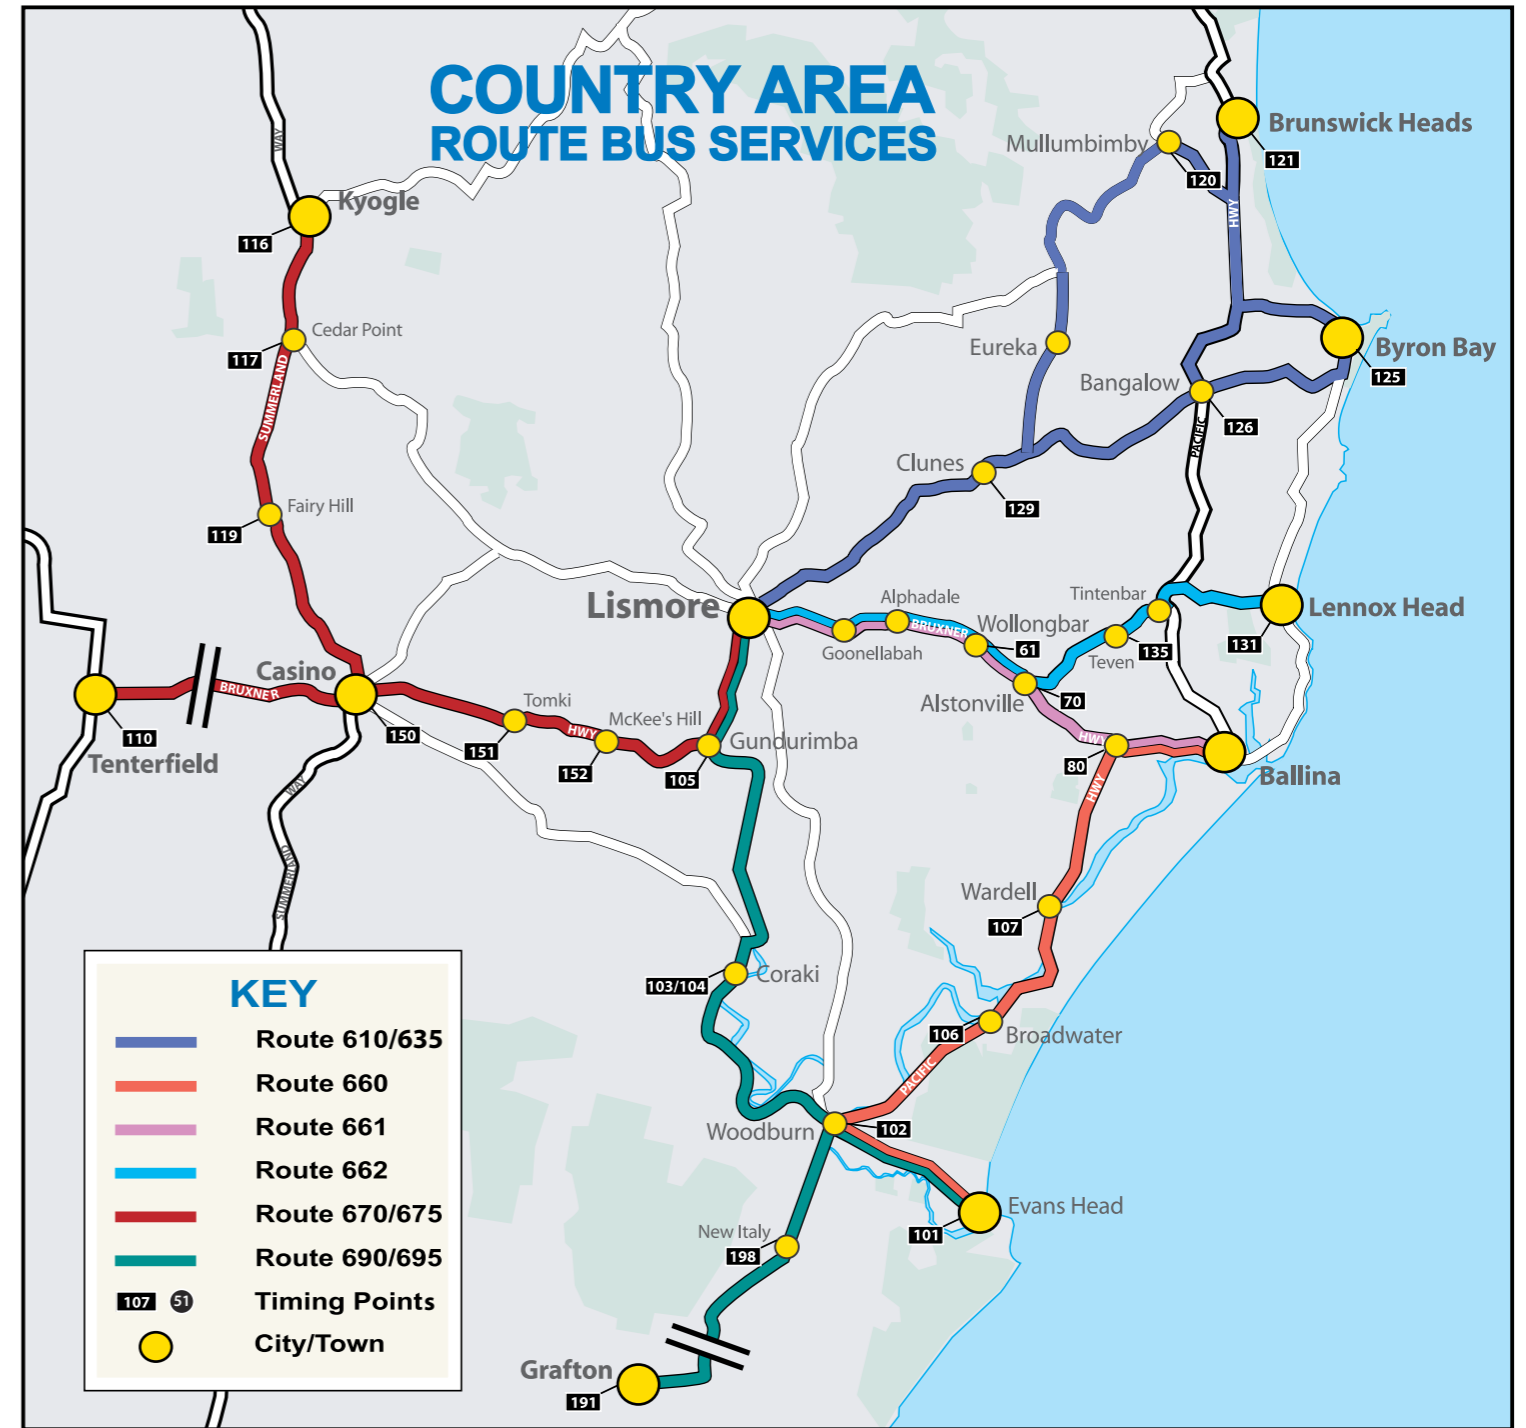 COUNTRY AREA
ROUTE BUS SERVICES
WAY
Kyogle
116
Mullumbimby
120
Brunswick Heads
121
HWY
Cedar Point
117
SUMMERLAND
Eureka
Byron Bay
125
Bangalow
126
PACIFIC
Clunes
129
Fairy Hill
119
Lismore
Alphadale
BRUXNER
Goonellabah
Wollongbar
61
Tintenbar
135
Teven
Lennox Head
131
Alstonville
70
HWY
80
Ballina
Casino
150
BRUXNER
110
Tenterfield
Tomki
151
HWY
McKee's Hill
152
Gundurimba
105
WAY
SUMMERLAND
HWY
Wardell
107
Coraki
103/104
106
Broadwater
PACIFIC
Woodburn
102
Evans Head
101
New Italy
198
Grafton
191
KEY
Route 610/635
Route 660
Route 661
Route 662
Route 670/675
Route 690/695
107 51 Timing Points
City/Town